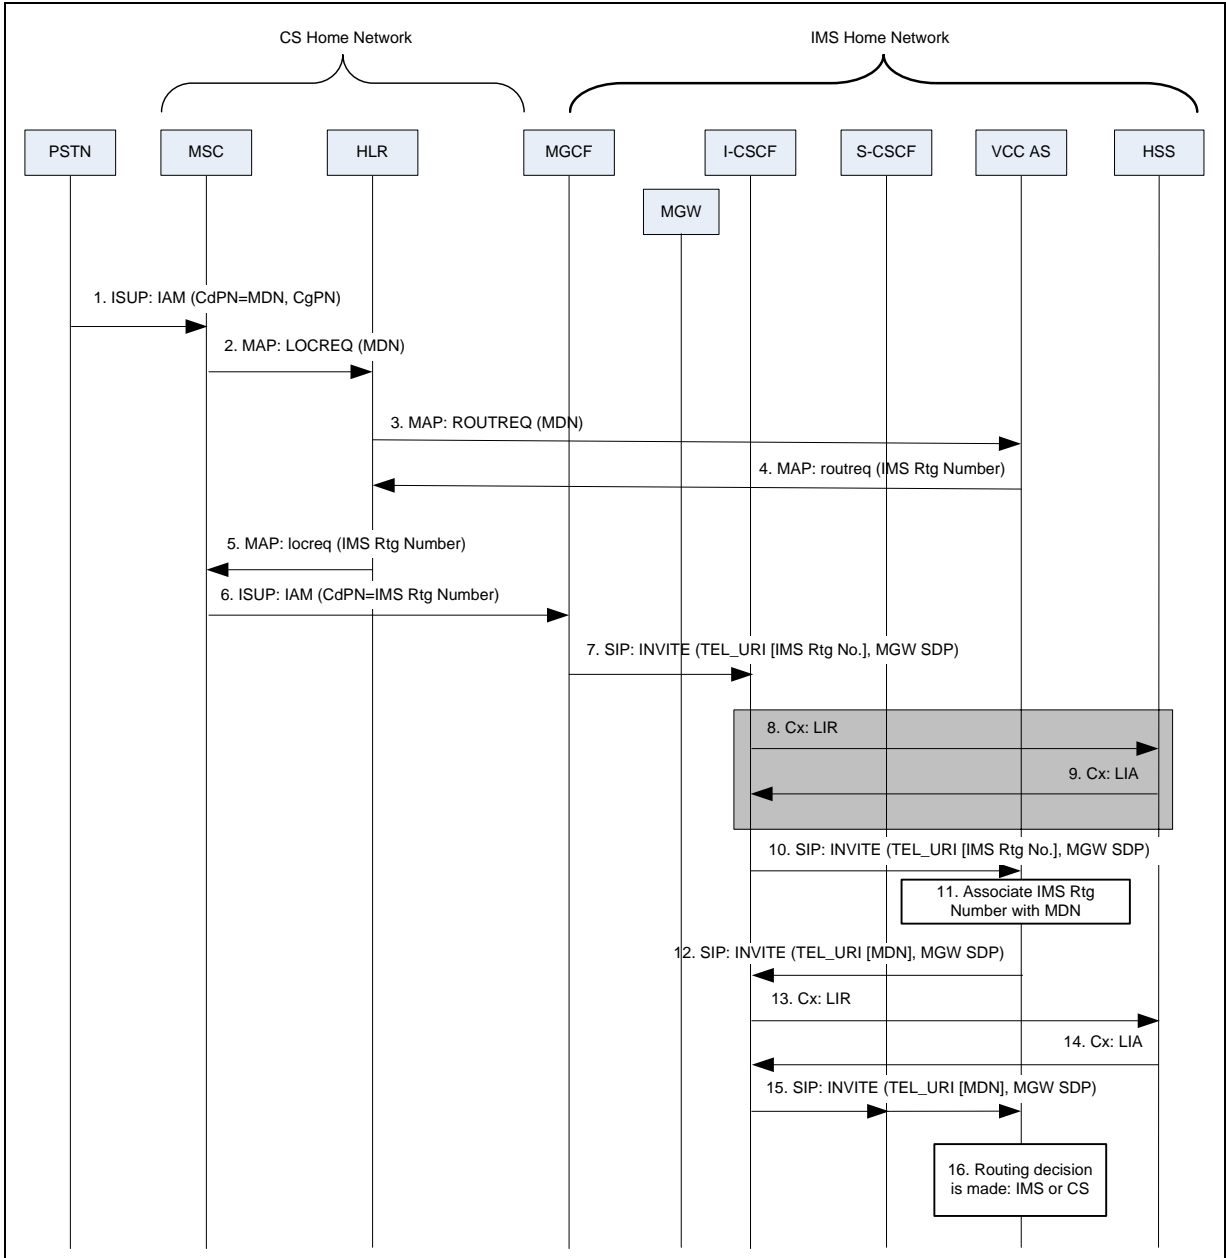 CS Home Network
IMS Home Network
PSTN
MSC
HLR
MGCF
I-CSCF
S-CSCF
VCC AS
HSS
MGW
1. ISUP: IAM (CdPN=MDN, CgPN)
2. MAP: LOCREQ (MDN)
3. MAP: ROUTREQ (MDN)
4. MAP: routreq (IMS Rtg Number)
5. MAP: locreq (IMS Rtg Number)
6. ISUP: IAM (CdPN=IMS Rtg Number)
7. SIP: INVITE (TEL_URI [IMS Rtg No.], MGW SDP)
8. Cx: LIR
9. Cx: LIA
10. SIP: INVITE (TEL_URI [IMS Rtg No.], MGW SDP)
11. Associate IMS Rtg
Number with MDN
12. SIP: INVITE (TEL_URI [MDN], MGW SDP)
13. Cx: LIR
14. Cx: LIA
15. SIP: INVITE (TEL_URI [MDN], MGW SDP)
16. Routing decision
is made: IMS or CS